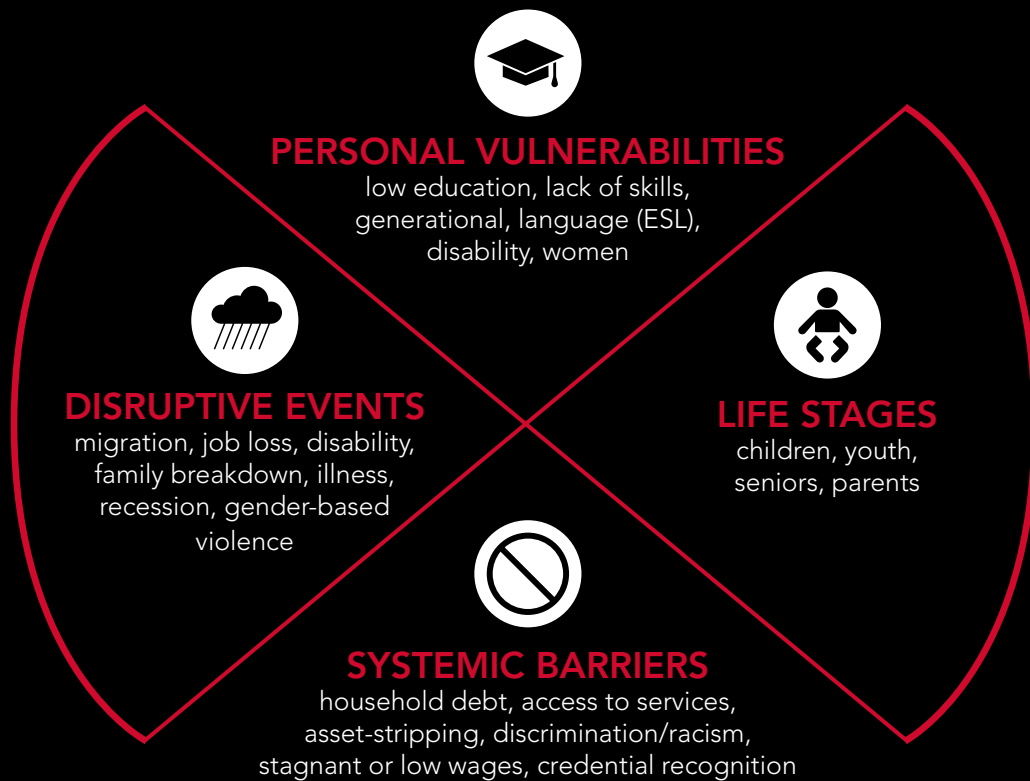 PERSONAL VULNERABILITIES
low education, lack of skills,
generational, language (ESL),
disability, women
DISRUPTIVE EVENTS
migration, job loss, disability,
family breakdown, illness,
recession, gender-based
violence
LIFE STAGES
children, youth,
seniors, parents
SYSTEMIC BARRIERS
household debt, access to services,
asset-stripping, discrimination/racism,
stagnant or low wages, credential recognition